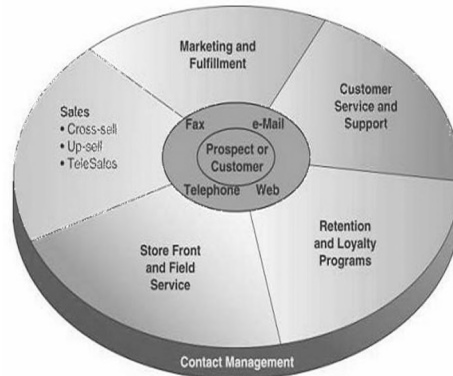 Marketing and
Fulfillment
Customer
Service and
Support
Sales
• Cross-sell
• Up-sell
• TeleSales
Fax e-Mail
Prospect or
Customer
Telephone Web
Retention
and Loyalty
Programs
Store Front
and Field
Service
Contact Management